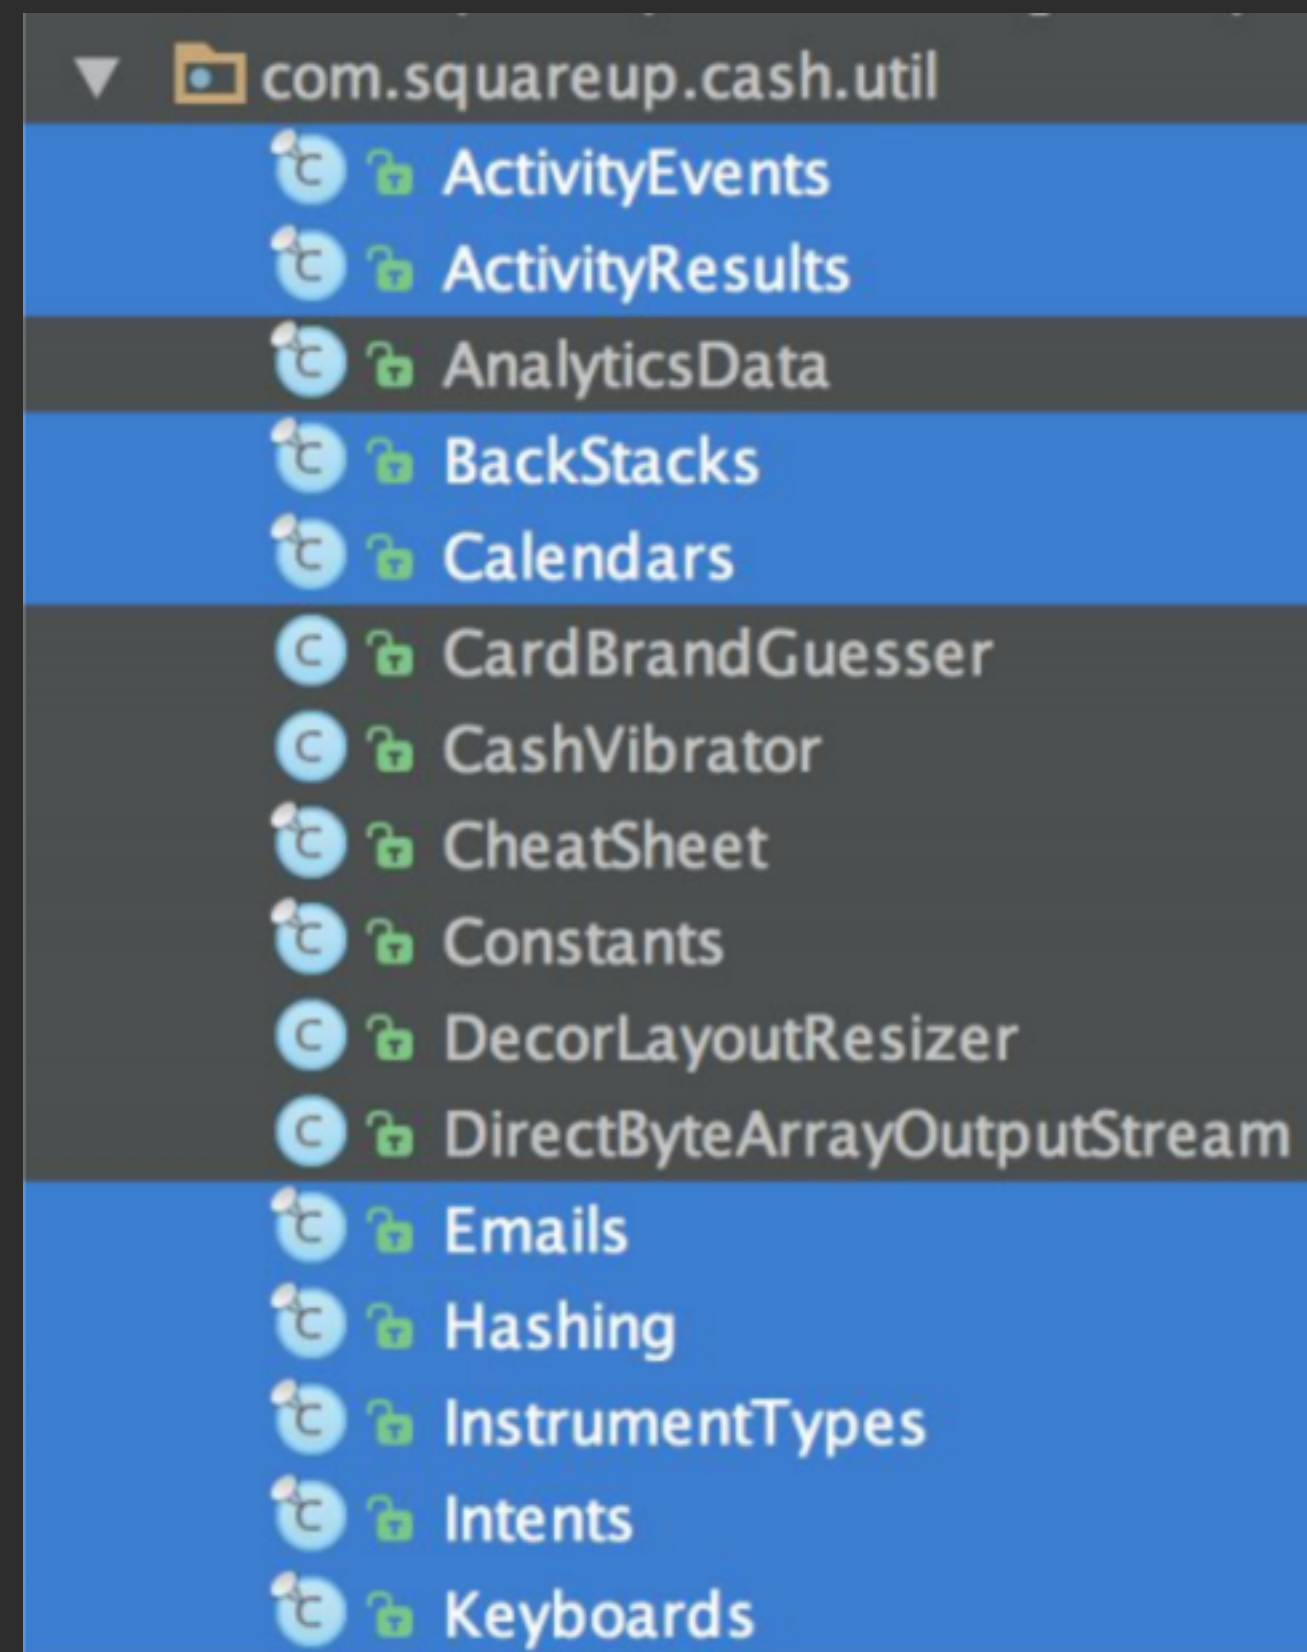 com.squareup.cash.util
ActivityEvents
ActivityResults
AnalyticsData
BackStacks
Calendars
CardBrandGuesser
CashVibrator
CheatSheet
Constants
DecorLayoutResizer
DirectByteArrayOutputStream
Emails
Hashing
InstrumentTypes
Intents
Keyboards